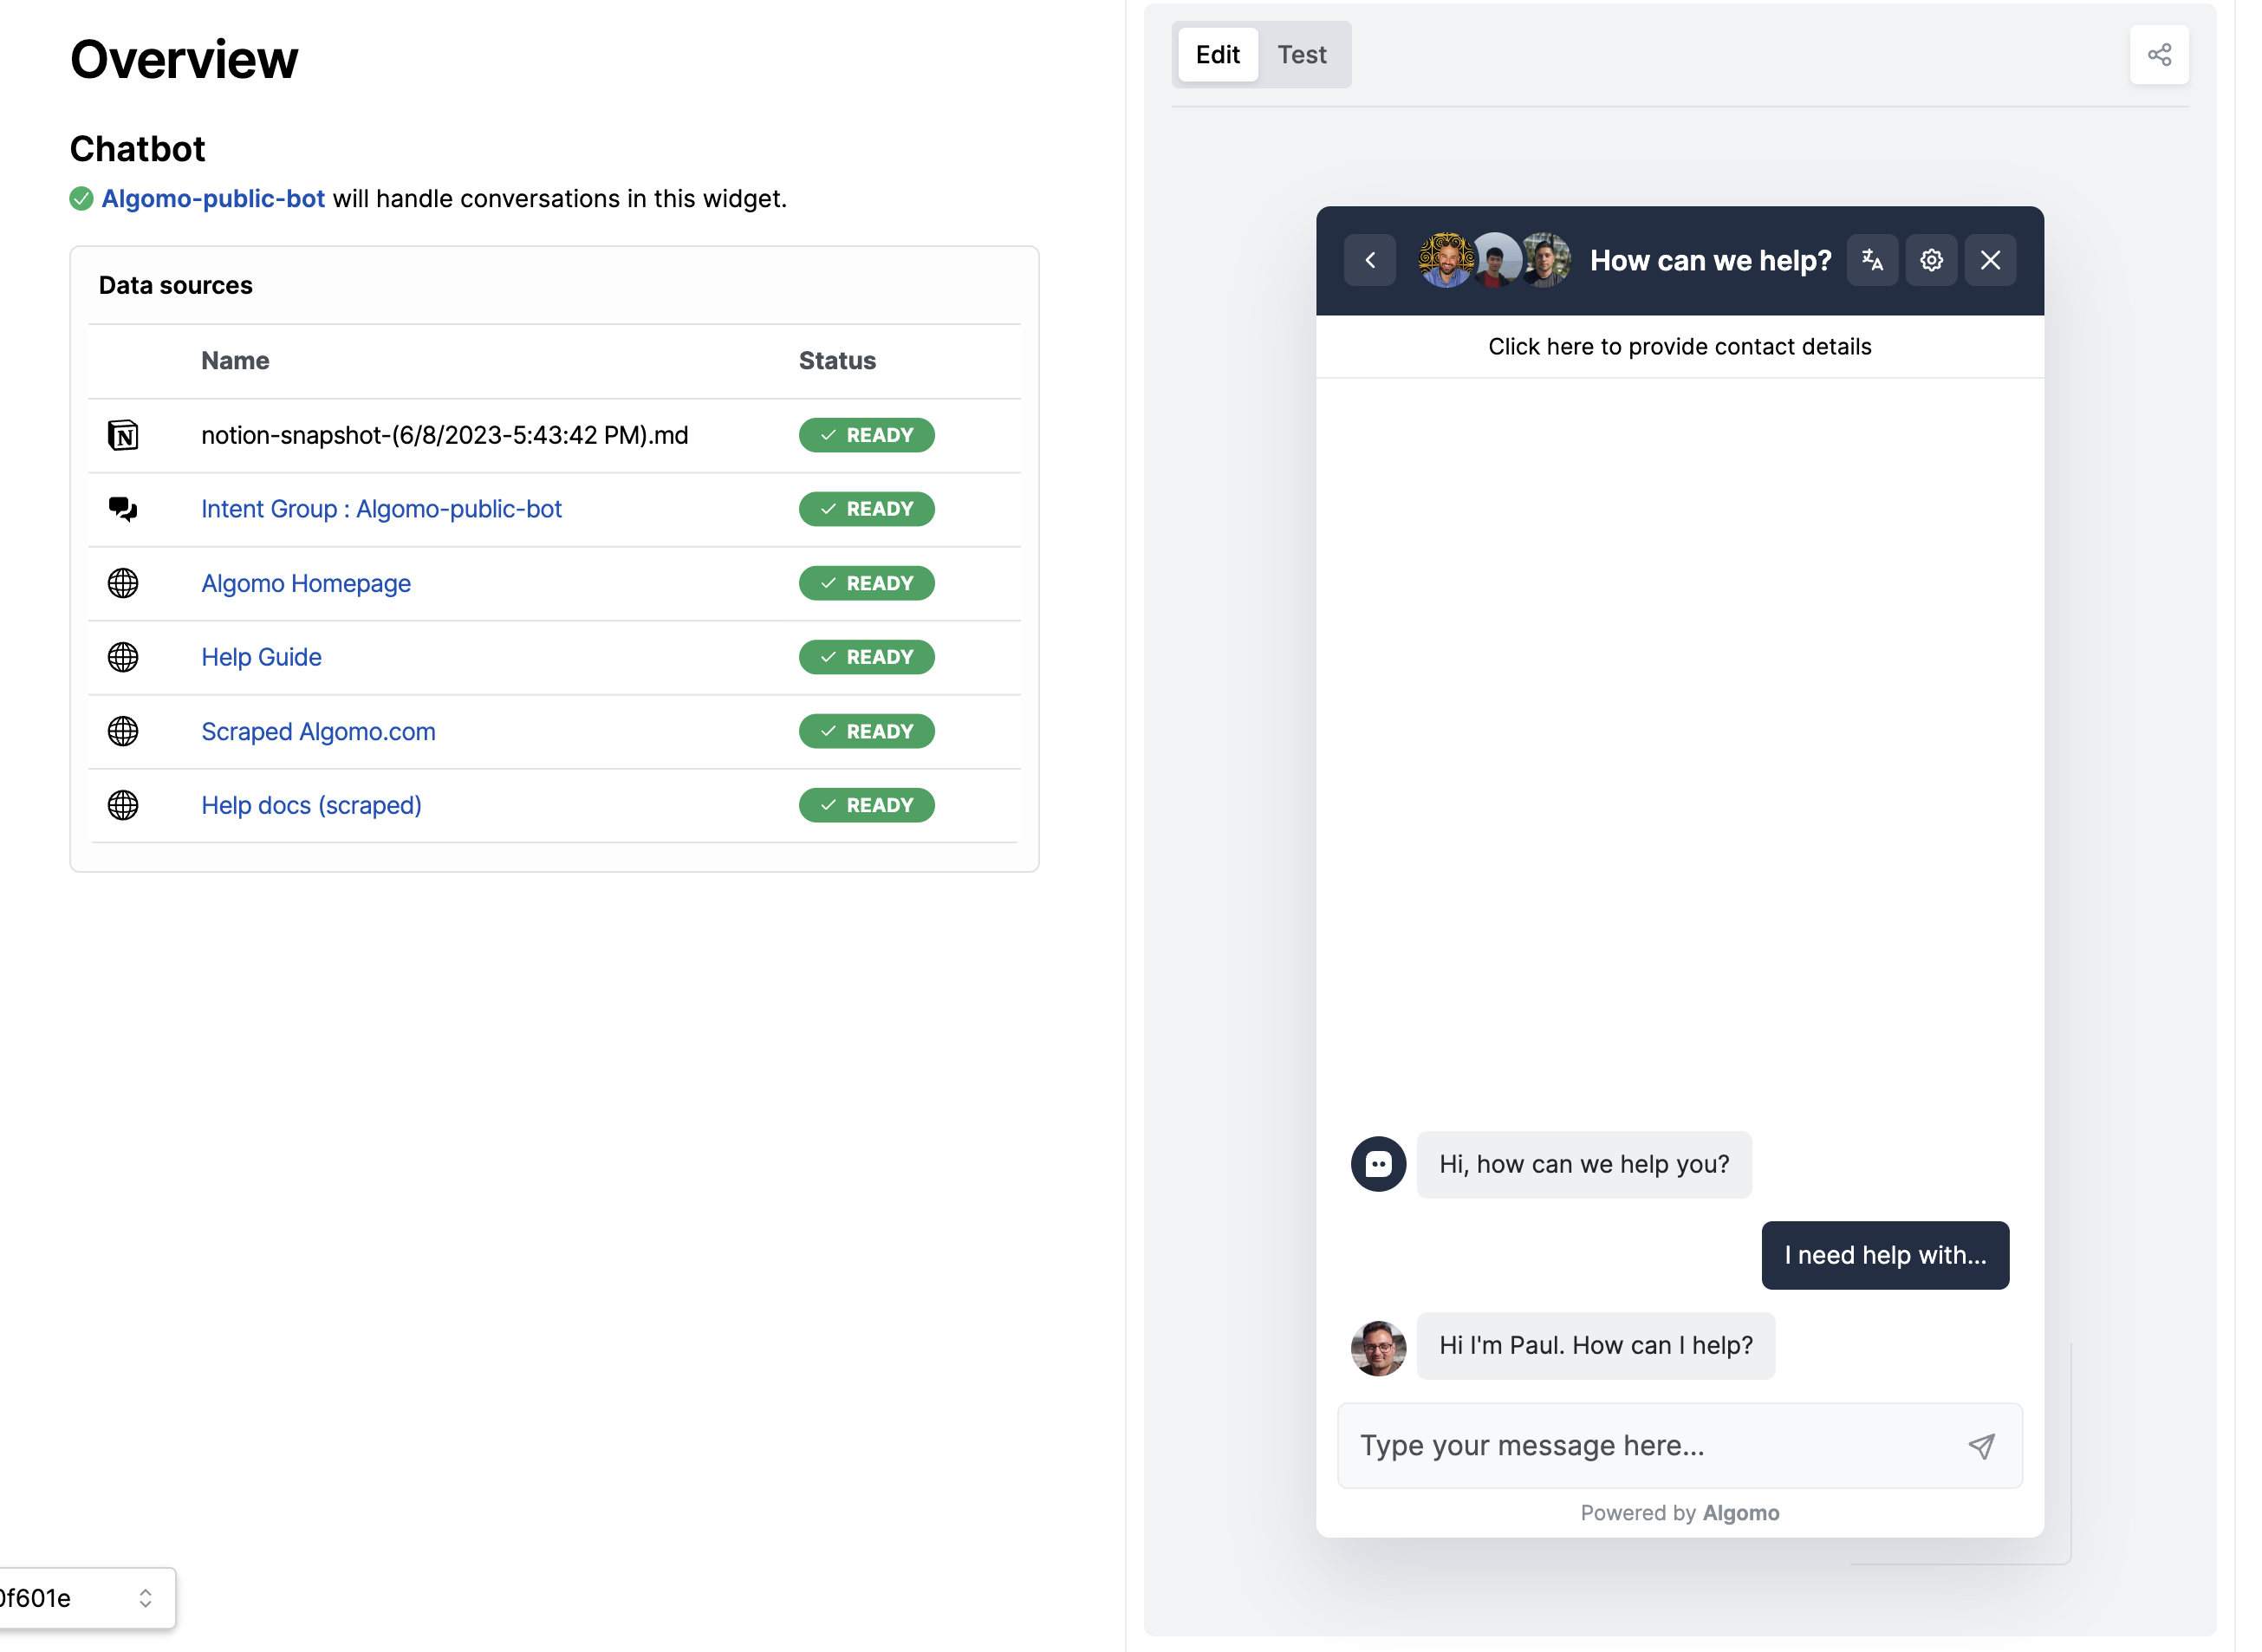 Overview
Chatbot
Algomo-public-bot will handle conversations in this widget.
Data sources
Name Status
notion-snapshot-(6/8/2023-5:43:42 PM).md READY
Intent Group : Algomo-public-bot READY
Algomo Homepage READY
Help Guide READY
Scraped Algomo.com READY
Help docs (scraped) READY
0f601e
Edit Test
How can we help?
Click here to provide contact details
Hi, how can we help you?
I need help with...
Hi I'm Paul. How can I help?
Type your message here...
Powered by Algomo